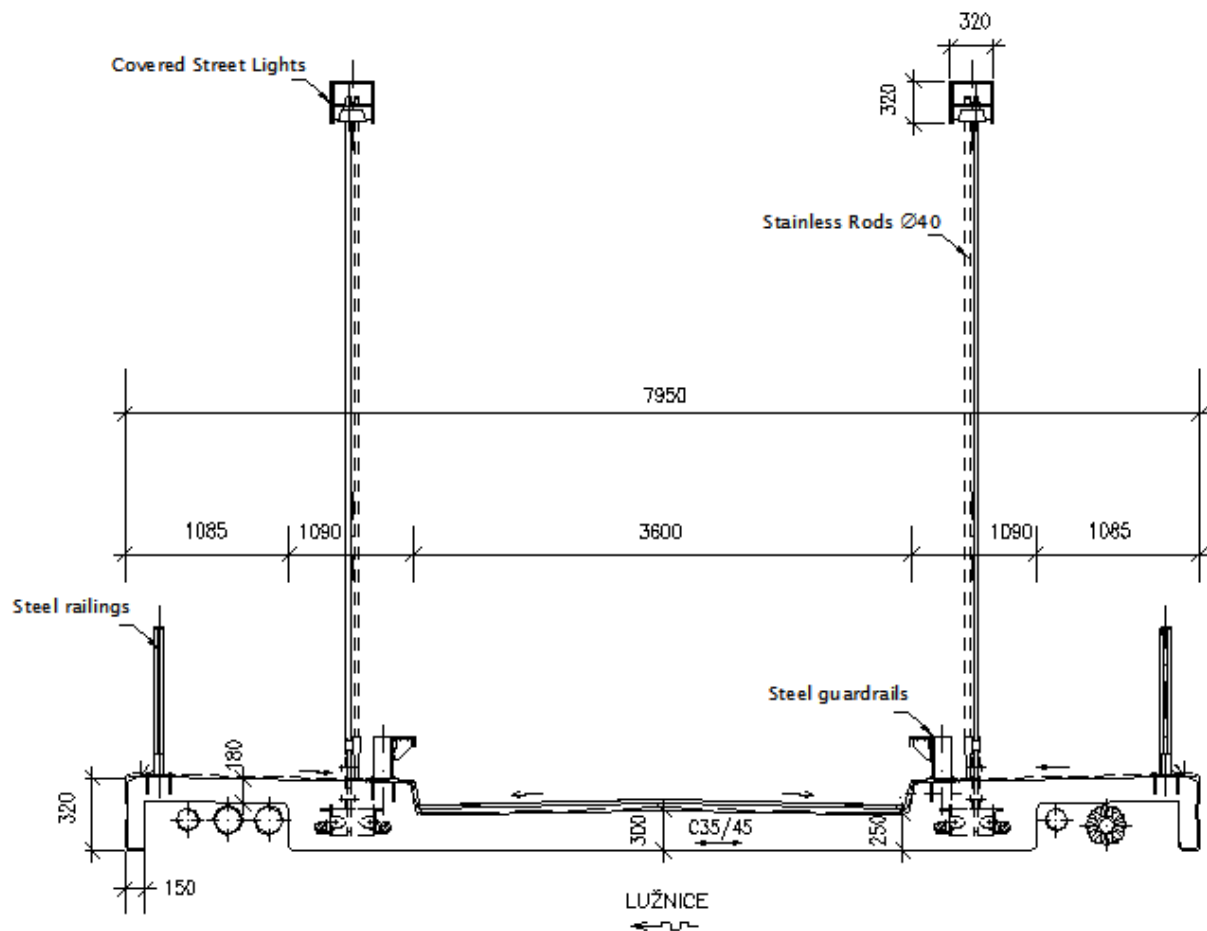 320
Covered Street Lights
320
Stainless Rods Ø40
7950
1085
1090
3600
1090
1085
Steel railings
Steel guardrails
180
320
300
C35/45
250
150
LUŽNICE